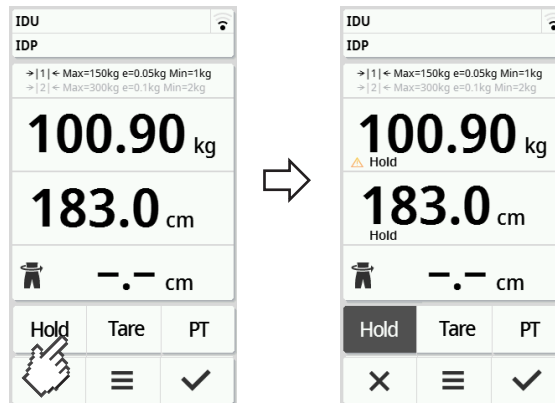 IDU
IDP
→|1|← Max=150kg e=0.05kg Min=1kg
→|2|← Max=300kg e=0.1kg Min=2kg
100.90 kg
183.0 cm
-.- cm
Hold Tare PT
IDU
IDP
→|1|← Max=150kg e=0.05kg Min=1kg
→|2|← Max=300kg e=0.1kg Min=2kg
100.90 kg
Hold
183.0 cm
Hold
-.- cm
Hold Tare PT